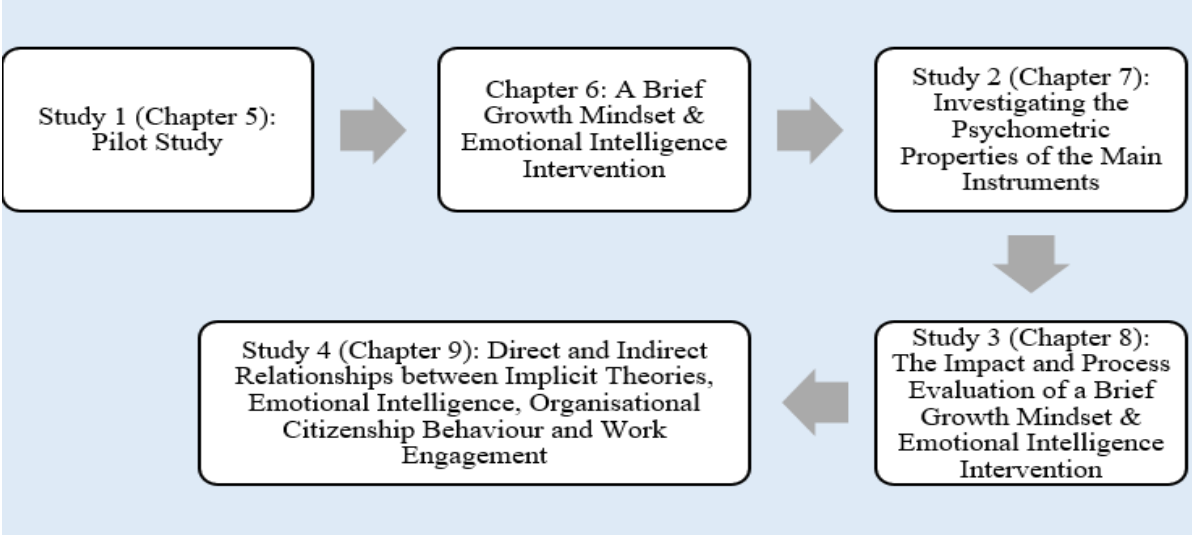 Study 1 (Chapter 5):
Pilot Study
Chapter 6: A Brief
Growth Mindset &
Emotional Intelligence
Intervention
Study 2 (Chapter 7):
Investigating the
Psychometric
Properties of the Main
Instruments
Study 3 (Chapter 8):
The Impact and Process
Evaluation of a Brief
Growth Mindset &
Emotional Intelligence
Intervention
Study 4 (Chapter 9): Direct and Indirect
Relationships between Implicit Theories,
Emotional Intelligence, Organisational
Citizenship Behaviour and Work
Engagement